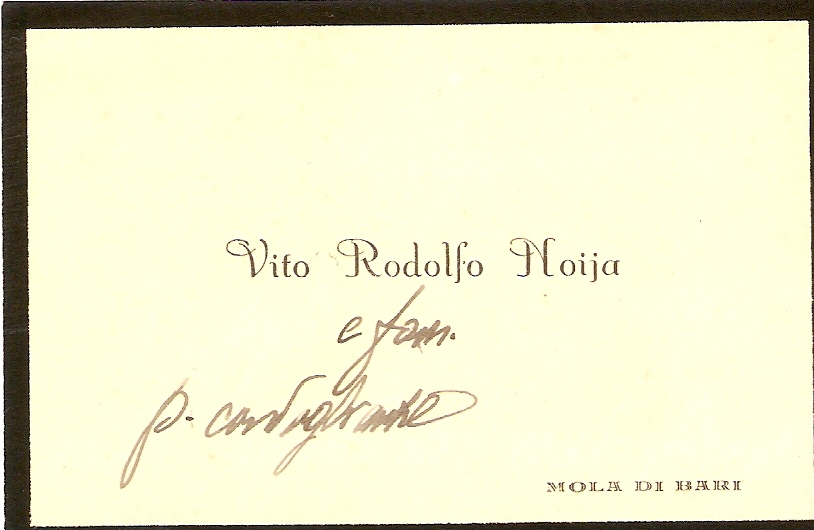 Vito Rodolfo Noija
e fam.
p. condoglianze
MOLA DI BARI